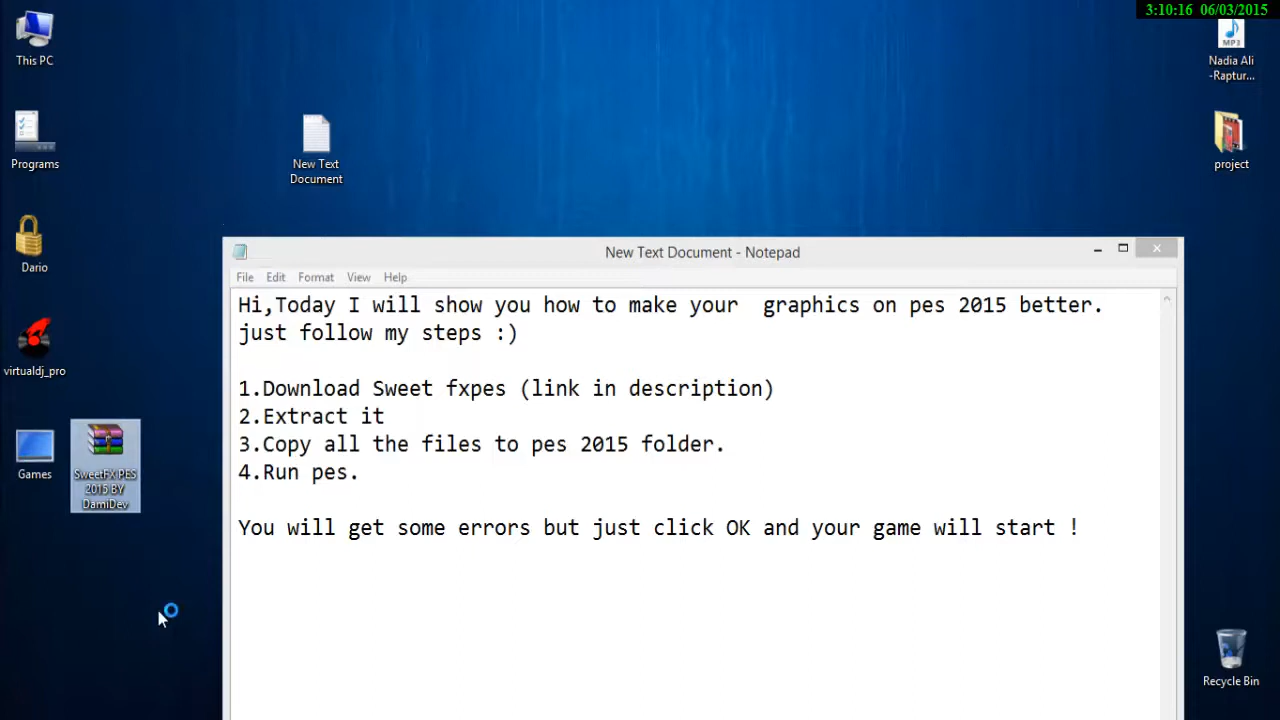 3:10:16 06/03/2015
This PC
Programs
Dario
virtualdj_pro
Games
SweetFX PES
2015 BY
DamiDev
New Text
Document
Nadia Ali
-Raptur...
project
Recycle Bin
New Text Document - Notepad
File Edit Format View Help
Hi,Today I will show you how to make your  graphics on pes 2015 better.
just follow my steps :)
1.Download Sweet fxpes (link in description)
2.Extract it
3.Copy all the files to pes 2015 folder.
4.Run pes.
You will get some errors but just click OK and your game will start !
MP3